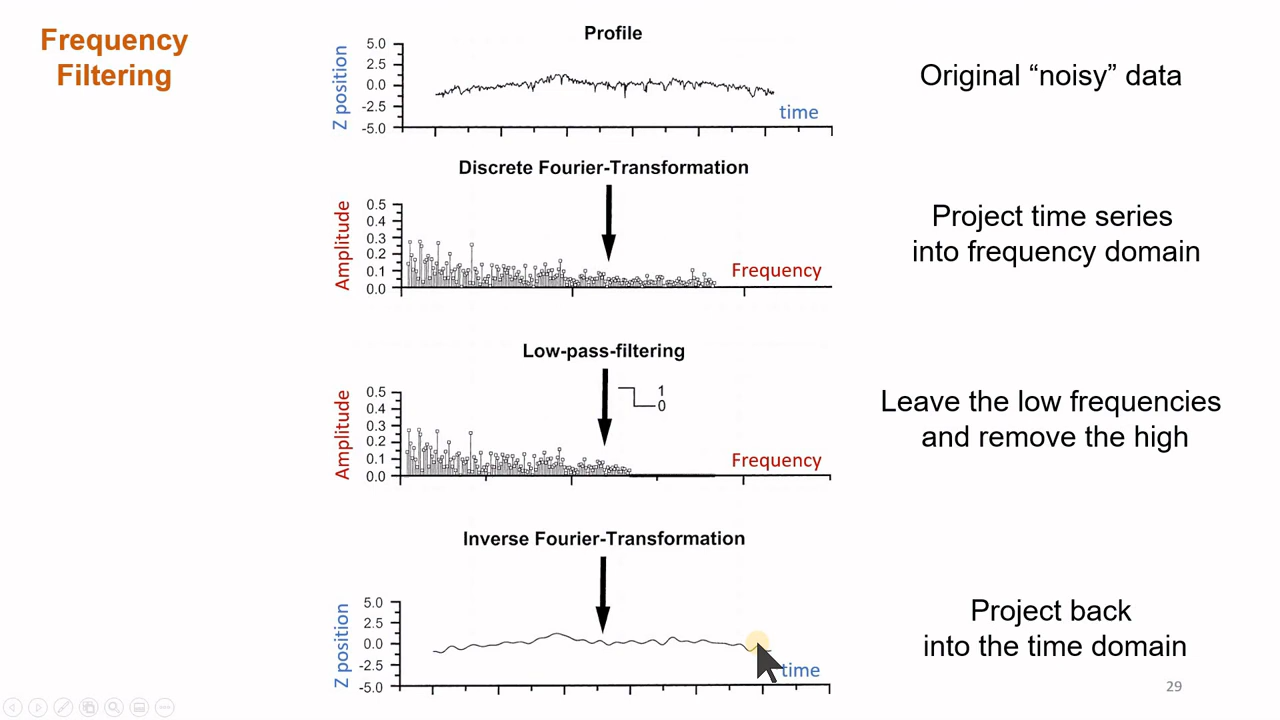 Frequency
Filtering
Profile
Z position
5.0
2.5
0.0
-2.5
-5.0
time
Original “noisy” data
Discrete Fourier-Transformation
Amplitude
0.5
0.4
0.3
0.2
0.1
0.0
Frequency
Project time series
into frequency domain
Low-pass-filtering
1
0
Amplitude
0.5
0.4
0.3
0.2
0.1
0.0
Frequency
Leave the low frequencies
and remove the high
Inverse Fourier-Transformation
Z position
5.0
2.5
0.0
-2.5
-5.0
time
Project back
into the time domain
29